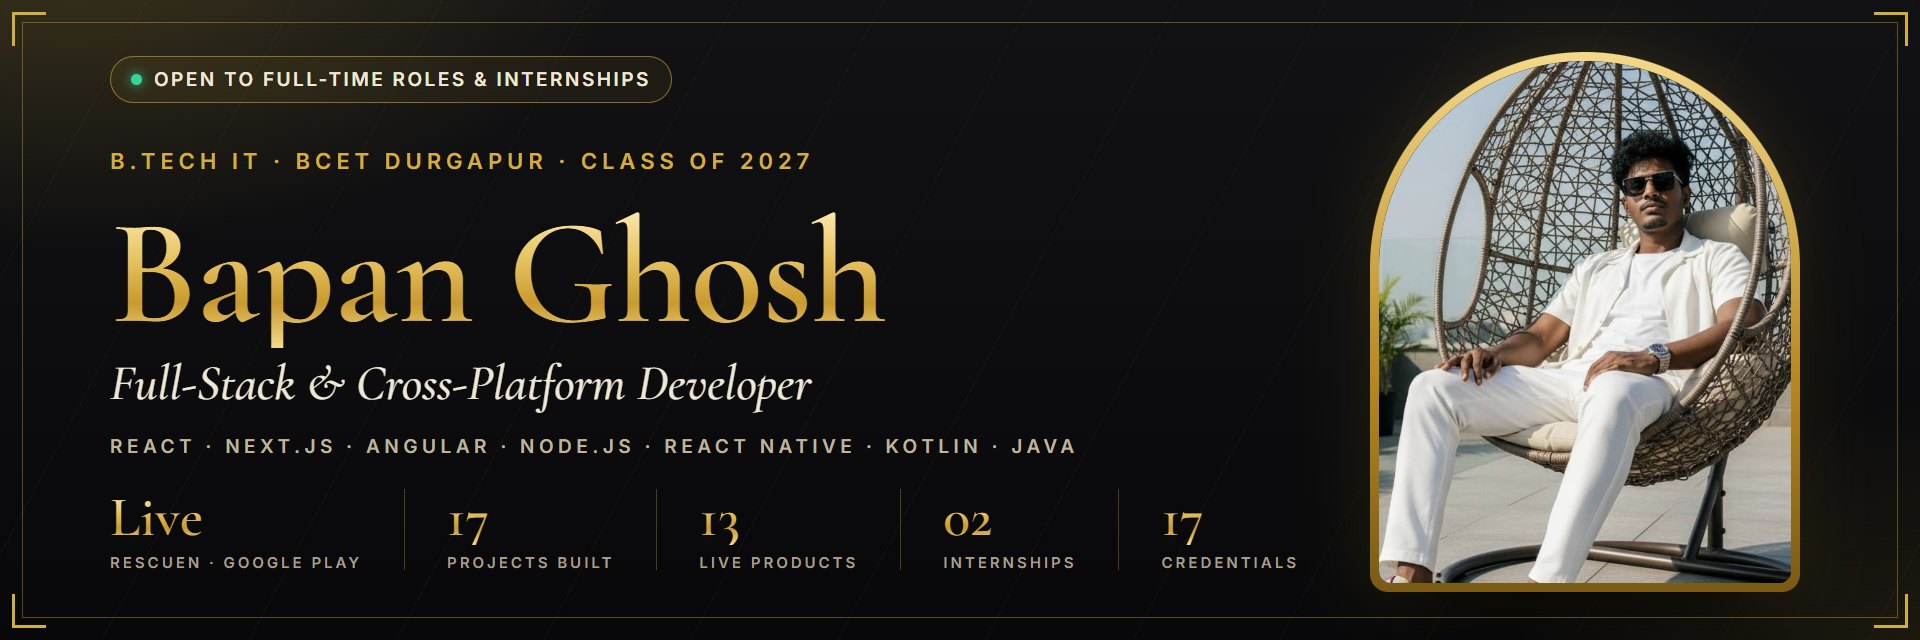 OPEN TO FULL-TIME ROLES & INTERNSHIPS
B.TECH IT · BCET DURGAPUR · CLASS OF 2027
Bapan Ghosh
Full-Stack & Cross-Platform Developer
REACT · NEXT.JS · ANGULAR · NODE.JS · REACT NATIVE · KOTLIN · JAVA
Live
RESCUEN · GOOGLE PLAY
17
PROJECTS BUILT
13
LIVE PRODUCTS
02
INTERNSHIPS
17
CREDENTIALS